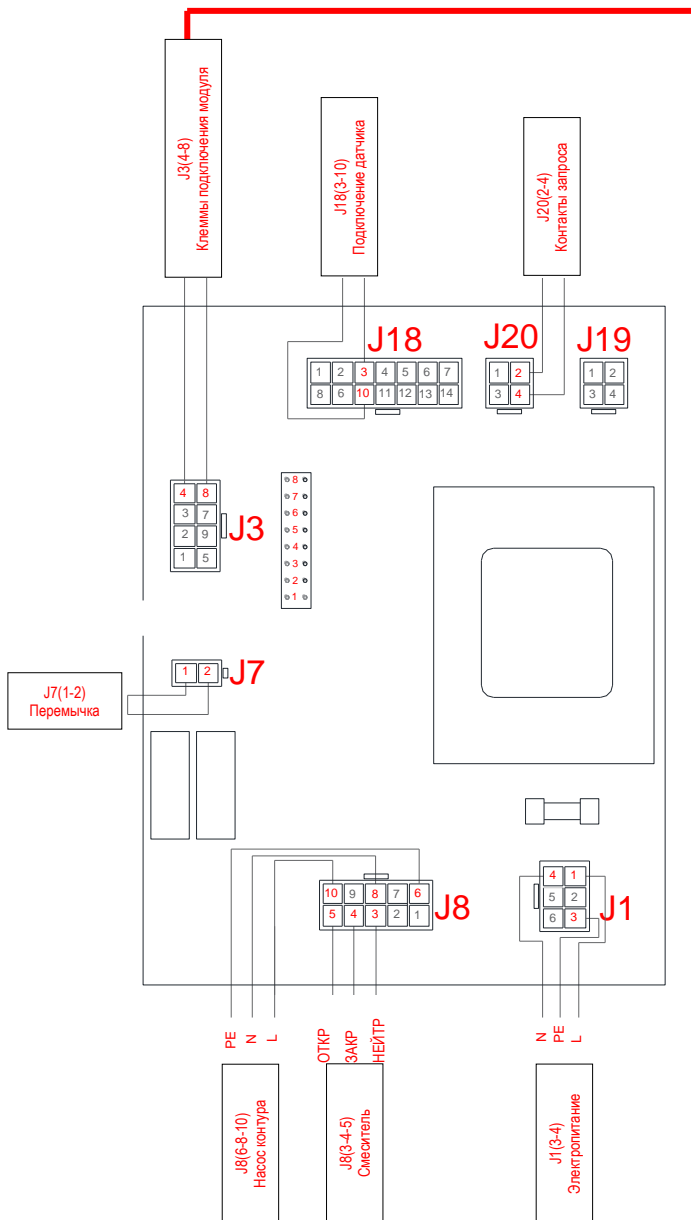 J3(4-8)
Клеммы подключения модуля
J18(3-10)
Подключение датчика
J20(2-4)
Контакты запроса
J18
J20
J19
1 2 3 4 5 6 7
8 6 10 11 12 13 14
1 2
3 4
1 2
3 4
4 8
3 7
2 9
1 5
J3
8
7
6
5
4
3
2
1
1 2
J7
J7(1-2)
Перемычка
10 9 8 7 6
5 4 3 2 1
J8
4 1
5 2
6 3
J1
PE
N
L
ОТКР
ЗАКР
НЕЙТР
N
PE
L
J8(6-8-10)
Насос контура
J8(3-4-5)
Смеситель
J1(3-4)
Электропитание